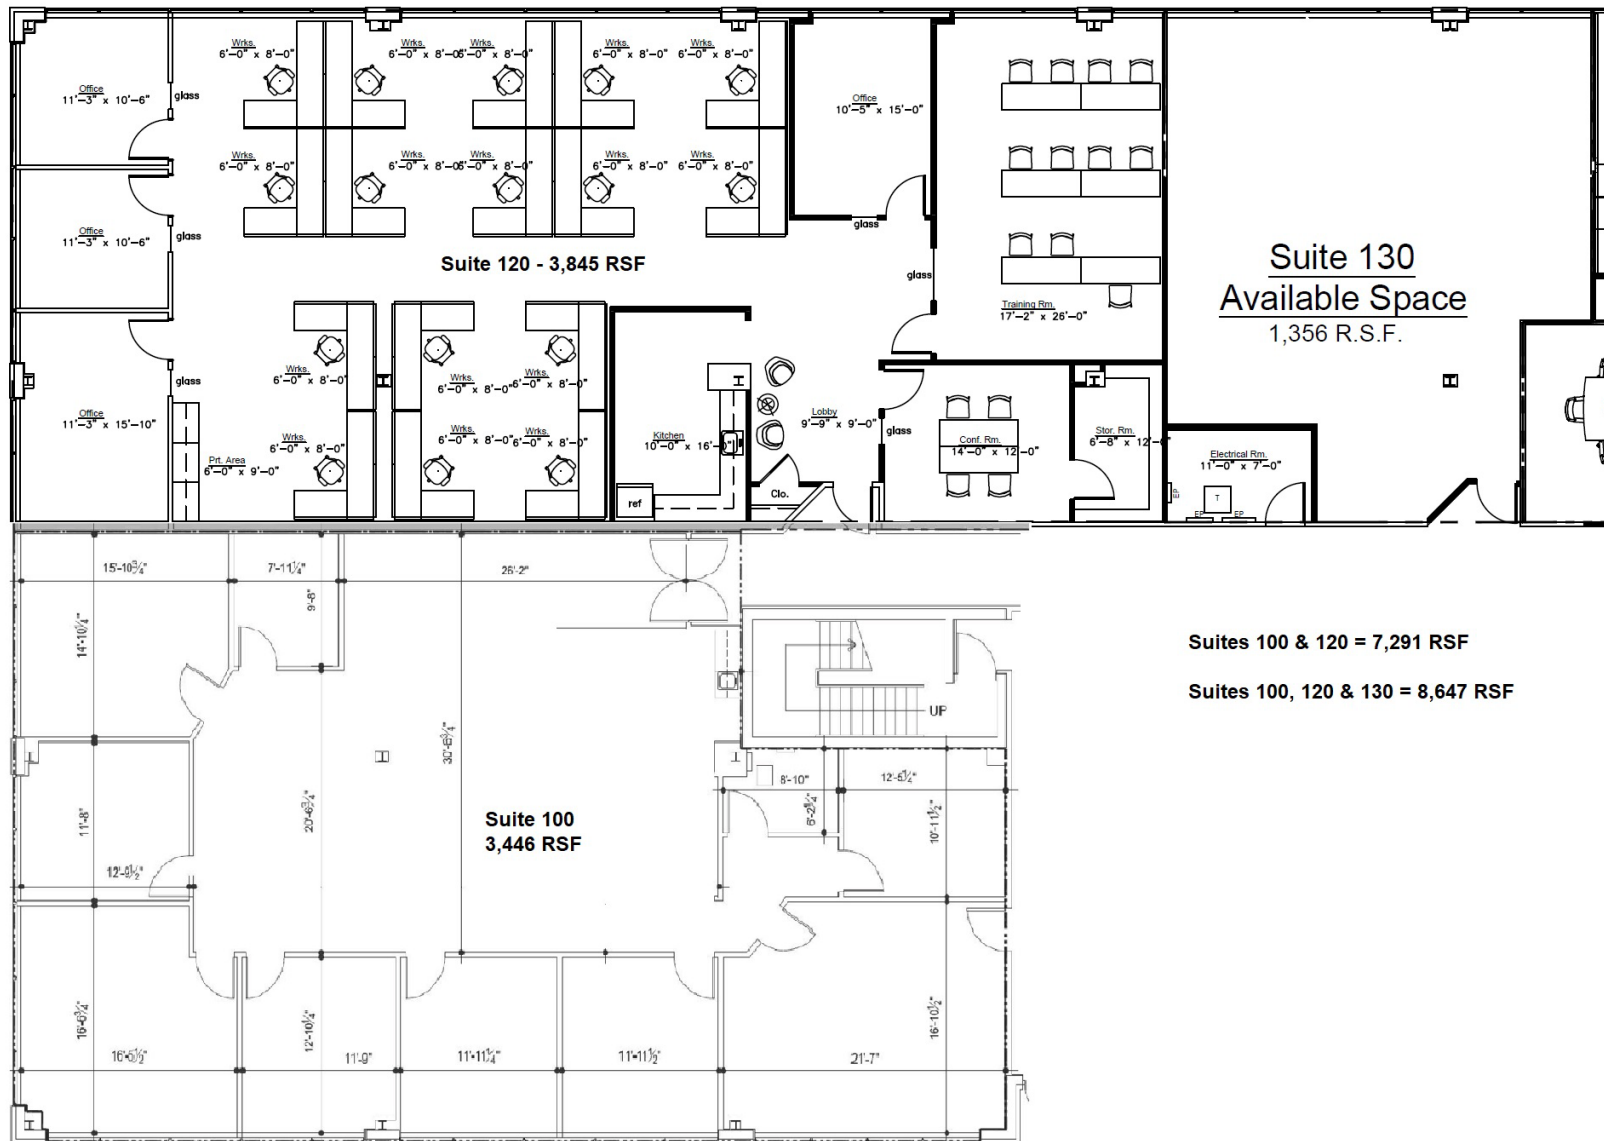 Wrks.
6'-0" x 8'-0"
Wrks.
6'-0" x 8'-0"
Wrks.
6'-0" x 8'-0"
Wrks.
6'-0" x 8'-0"
Wrks.
6'-0" x 8'-0"
Office
11'-3" x 10'-6"
glass
Office
10'-5" x 15'-0"
Wrks.
6'-0" x 8'-0"
Wrks.
6'-0" x 8'-0"
Wrks.
6'-0" x 8'-0"
Wrks.
6'-0" x 8'-0"
Wrks.
6'-0" x 8'-0"
Office
11'-3" x 10'-6"
glass
glass
Suite 120 - 3,845 RSF
glass
Training Rm.
17'-2" x 26'-0"
Suite 130
Available Space
1,356 R.S.F.
Wrks.
6'-0" x 8'-0"
Wrks.
6'-0" x 8'-0"
Wrks.
6'-0" x 8'-0"
glass
Office
11'-3" x 15'-10"
Wrks.
6'-0" x 8'-0"
Wrks.
6'-0" x 8'-0"
Wrks.
6'-0" x 8'-0"
Prt. Area
6'-0" x 9'-0"
Kitchen
10'-0" x 16'-0"
ref
Lobby
9'-9" x 9'-0"
glass
Clo.
Conf. Rm.
14'-0" x 12'-0"
Stor. Rm.
6'-8" x 12'-0"
Electrical Rm.
11'-0" x 7'-0"
EP
T
EP
EP
15'-10¾"
7'-11¼"
26'-2"
9'-8"
14'-10¼"
UP
Suites 100 & 120 = 7,291 RSF
Suites 100, 120 & 130 = 8,647 RSF
8'-10"
11'-8"
Suite 100
3,446 RSF
10'-11½"
12'-9½"
12'-10¼"
16'-10½"
16'-5½"
11'-9"
11'-11¼"
11'-11½"
21'-7"